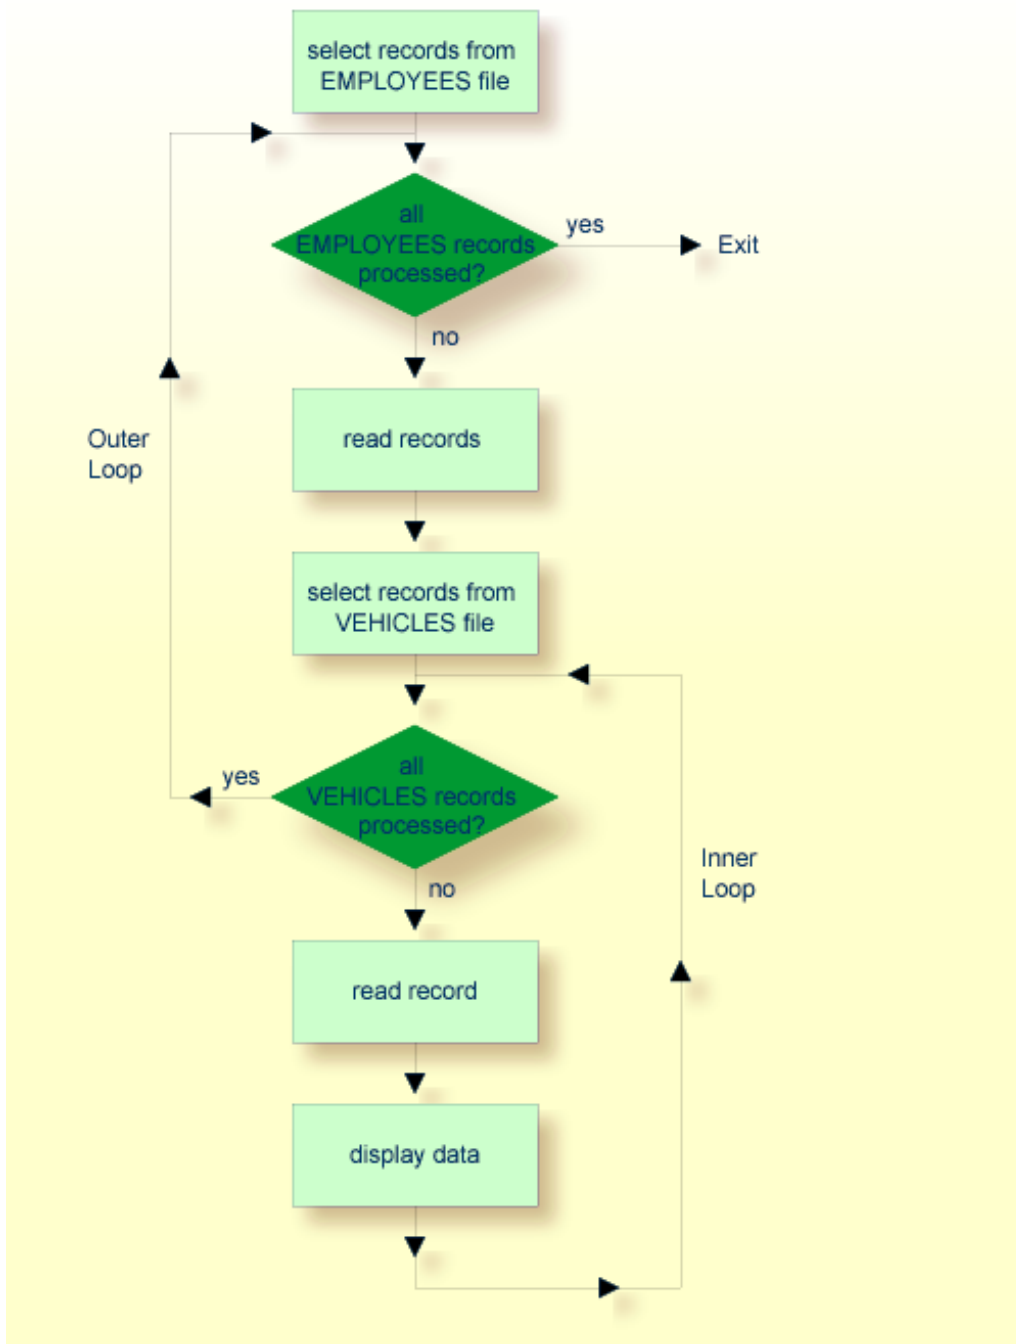 select records from
EMPLOYEES file
all
EMPLOYEES records
processed?
yes
Exit
no
read records
Outer
Loop
select records from
VEHICLES file
all
VEHICLES records
processed?
yes
no
Inner
Loop
read record
display data